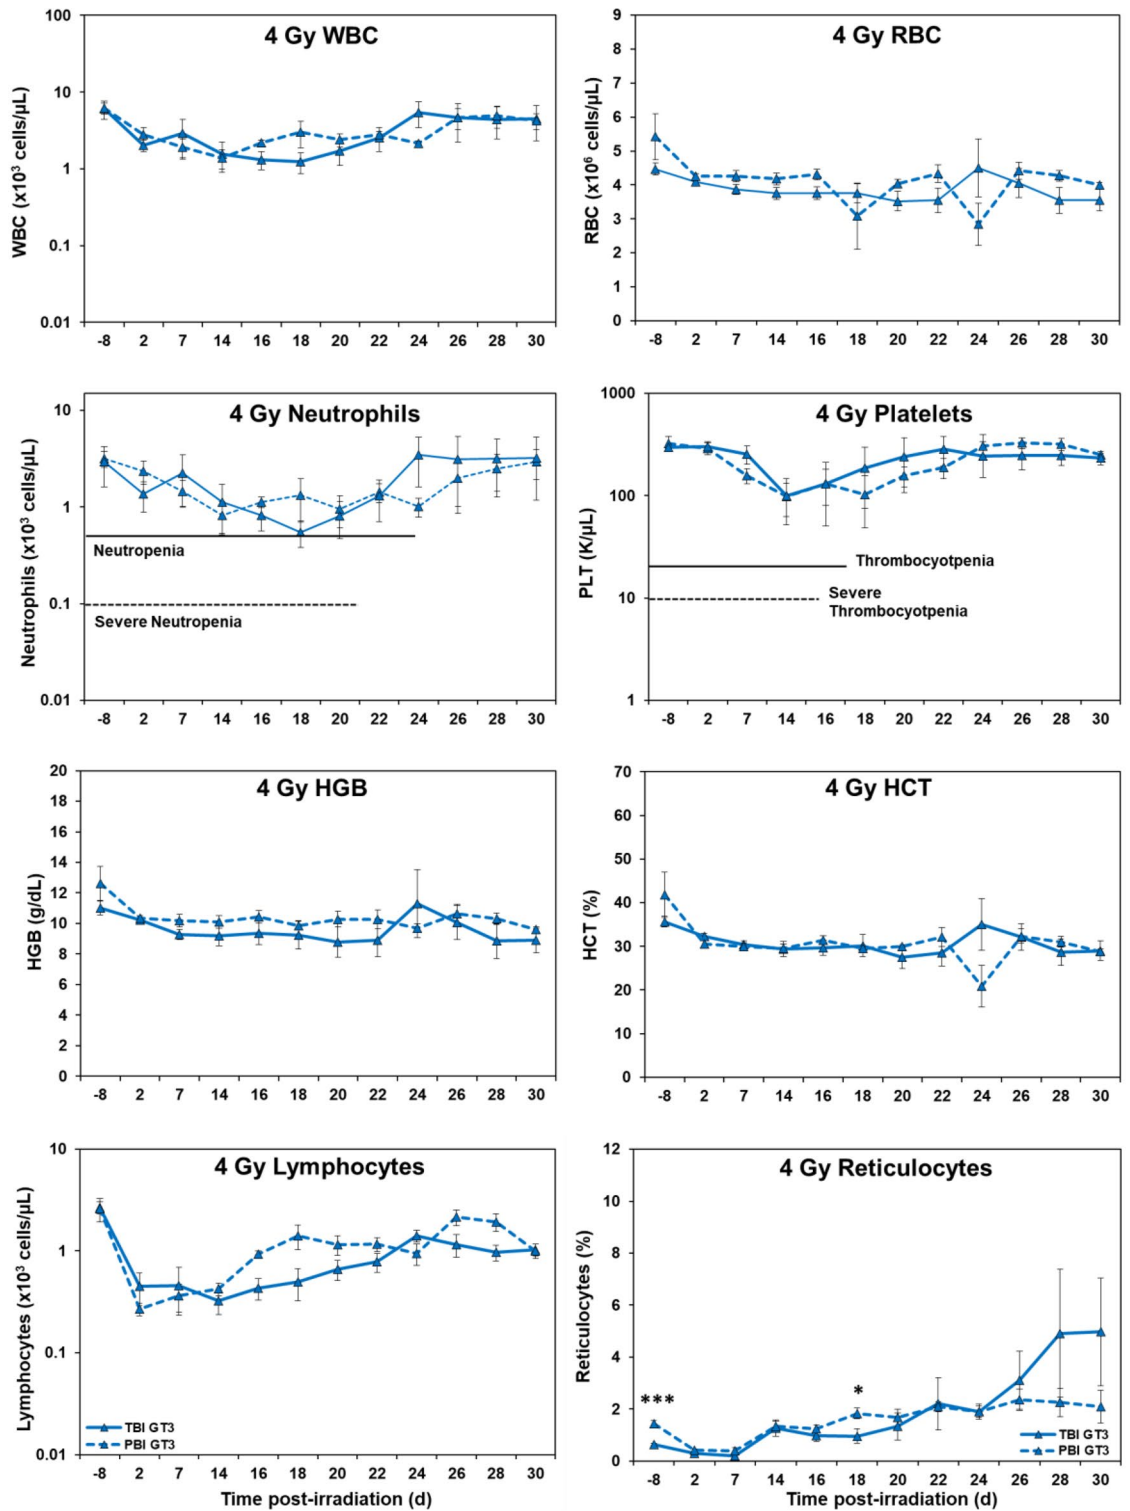 4 Gy WBC
WBC (x10³ cells/µL)
100
10
1
0.1
0.01
-8 2 7 14 16 18 20 22 24 26 28 30
4 Gy RBC
RBC (x10⁶ cells/µL)
9
8
7
6
5
4
3
2
1
0
-8 2 7 14 16 18 20 22 24 26 28 30
4 Gy Neutrophils
Neutrophils (x10³ cells/µL)
10
1
0.1
0.01
Neutropenia
Severe Neutropenia
-8 2 7 14 16 18 20 22 24 26 28 30
4 Gy Platelets
PLT (K/µL)
1000
100
10
1
Thrombocyotpenia
Severe
Thrombocyotpenia
-8 2 7 14 16 18 20 22 24 26 28 30
4 Gy HGB
HGB (g/dL)
20
18
16
14
12
10
8
6
4
2
0
-8 2 7 14 16 18 20 22 24 26 28 30
4 Gy HCT
HCT (%)
70
60
50
40
30
20
10
0
-8 2 7 14 16 18 20 22 24 26 28 30
4 Gy Lymphocytes
Lymphocytes (x10³ cells/µL)
10
1
0.1
0.01
TBI GT3
PBI GT3
-8 2 7 14 16 18 20 22 24 26 28 30
Time post-irradiation (d)
4 Gy Reticulocytes
Reticulocytes (%)
12
10
8
6
4
2
0
***
*
TBI GT3
PBI GT3
-8 2 7 14 16 18 20 22 24 26 28 30
Time post-irradiation (d)